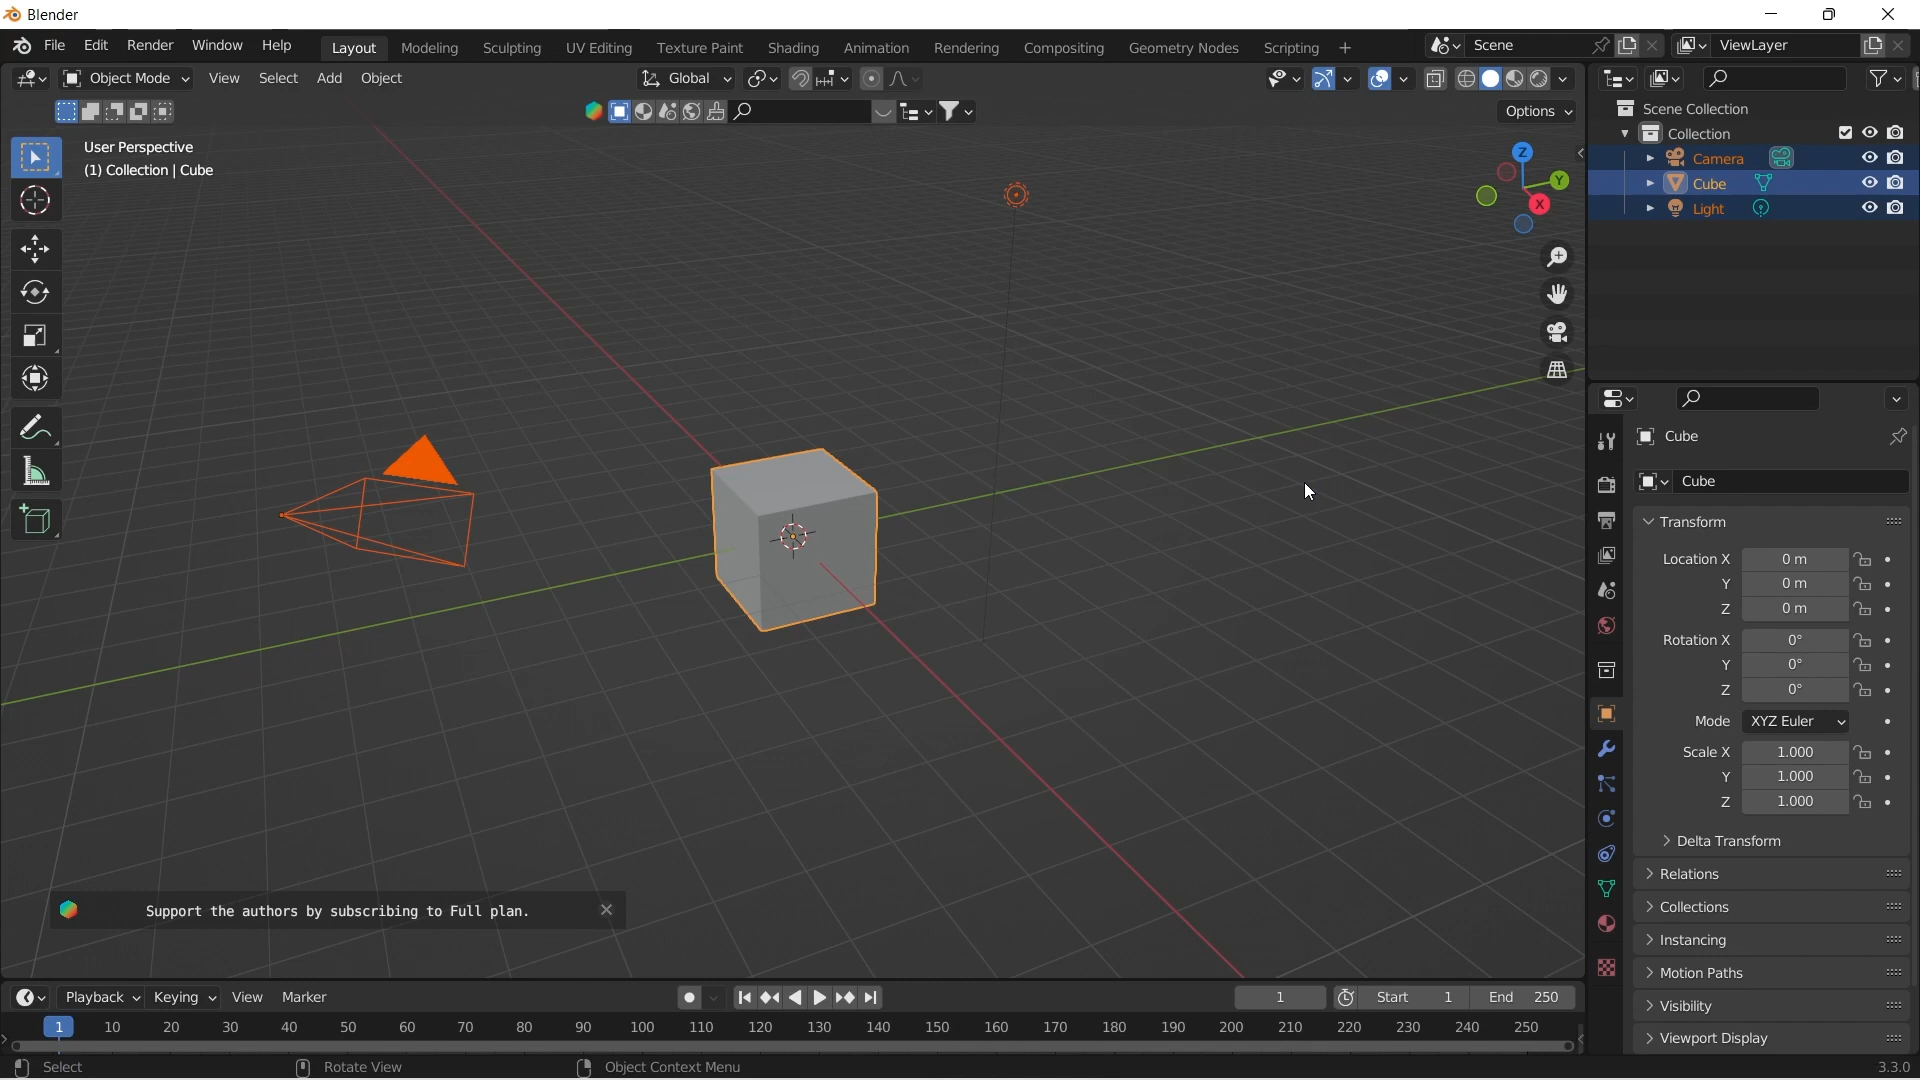 Blender
File Edit Render Window Help Layout Modeling Sculpting UV Editing Texture Paint Shading Animation Rendering Compositing Geometry Nodes Scripting + Scene ViewLayer
Object Mode View Select Add Object Global
Options
User Perspective
(1) Collection | Cube
Z
Y
X
Scene Collection
Collection
Camera
Cube
Light
Cube
Cube
Transform
Location X 0 m
Y 0 m
Z 0 m
Rotation X 0°
Y 0°
Z 0°
Mode XYZ Euler
Scale X 1.000
Y 1.000
Z 1.000
Delta Transform
Relations
Collections
Instancing
Motion Paths
Visibility
Viewport Display
Support the authors by subscribing to Full plan.
Playback Keying View Marker 1 Start 1 End 250
1 10 20 30 40 50 60 70 80 90 100 110 120 130 140 150 160 170 180 190 200 210 220 230 240 250
Select Rotate View Object Context Menu 3.3.0